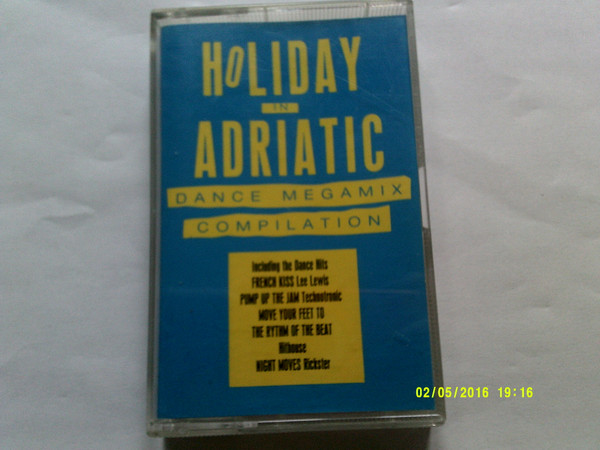 HOLIDAY
IN
ADRIATIC
DANCE MEGAMIX
COMPILATION
Including the Dance Hits
FRENCH KISS Lee Lewis
PUMP UP THE JAM Technotronic
MOVE YOUR FEET TO
THE RYTHM OF THE BEAT
Hithouse
NIGHT MOVES Rickster
02/05/2016 19:16